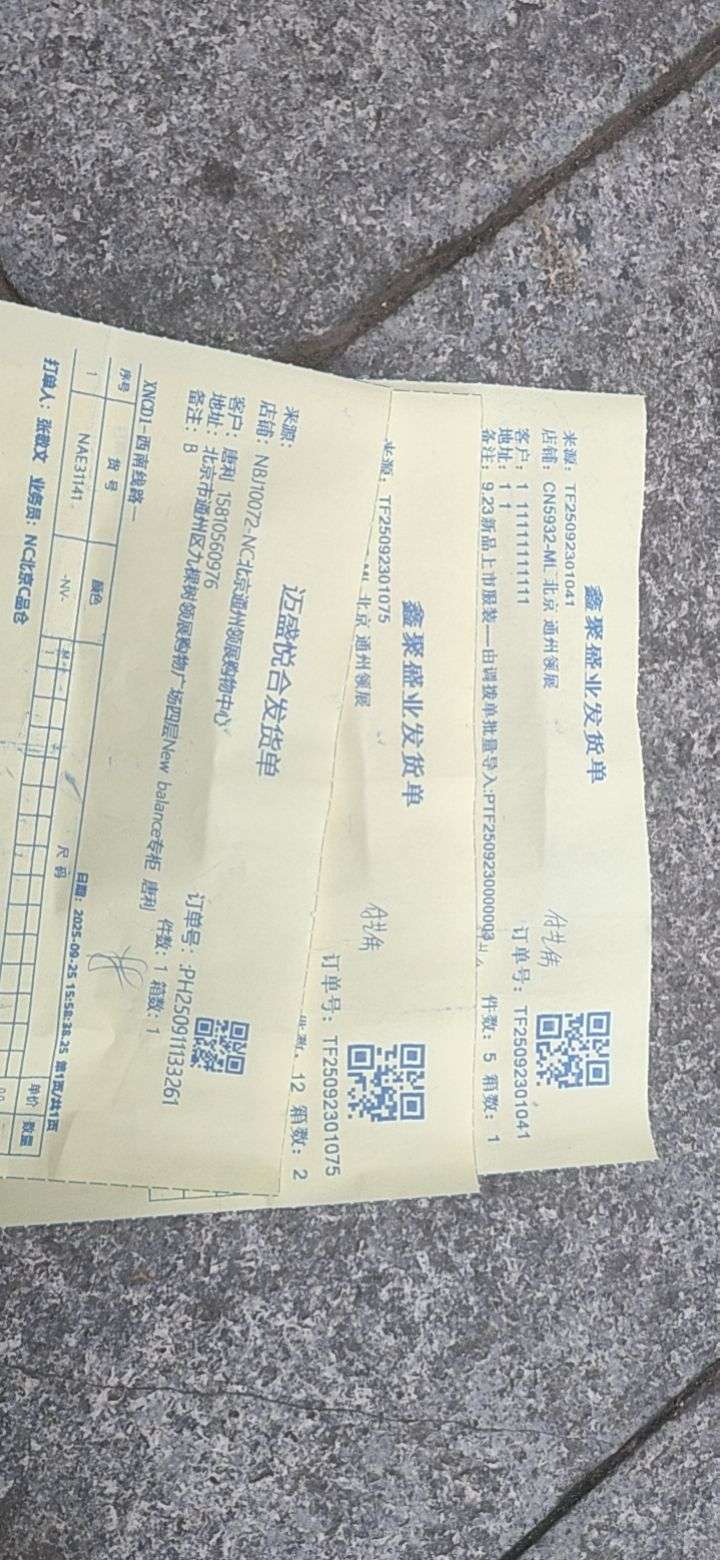 鑫聚盛业发货单
来源: TF25092301041
店铺: CN5932-ML 北京 通州领展
订单号: TF25092301041
客户: 1 11111111111
地址: 1 1
件数: 5 箱数: 1
备注: 9.23新品上市服装—由调拨单批量导入:PTF2509230000003
鑫聚盛业发货单
来源: TF25092301075
北京 通州领展
订单号: TF25092301075
12 箱数: 2
迈盛悦合发货单
来源:
店铺: NBJ10072-NC北京通州领展购物中心
订单号: :PH250911133261
客户: 唐利 15810560976
件数: 1 箱数: 1
地址: 北京市通州区九棵树领展购物广场四层New balance专柜 唐利
备注: B
XNCD1-西南线路一
日期: 2025-09-25 15:58:38.25 第1页/共1页
序号 货号 颜色 尺码 单价 数量
1 NAE31141 -NV-
打单人: 张敬文 业务员: NC北京C品仓